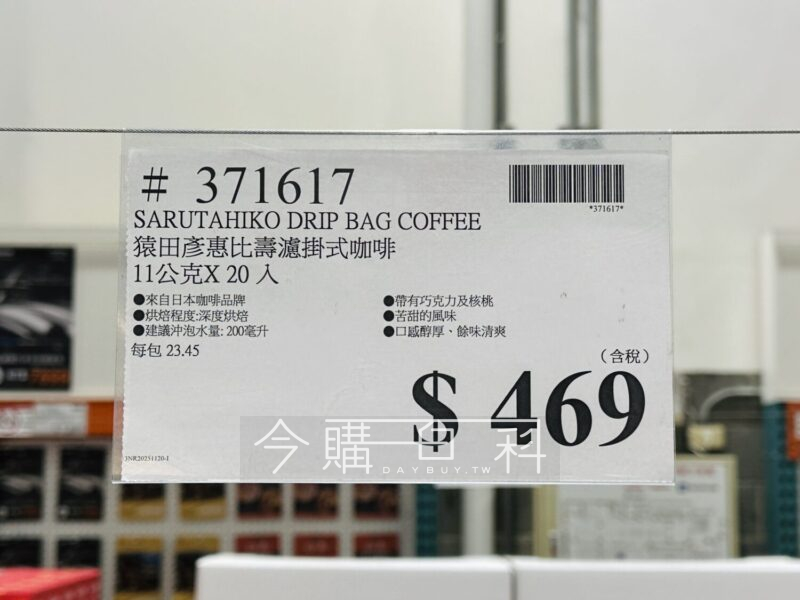 # 371617
*371617*
SARUTAHIKO DRIP BAG COFFEE
猿田彥惠比壽濾掛式咖啡
11公克X 20 入
●來自日本咖啡品牌
●烘焙程度:深度烘焙
●建議沖泡水量: 200毫升
●帶有巧克力及核桃
●苦甜的風味
●口感醇厚、餘味清爽
每包 23.45
(含稅)
$ 469
今購百科
DAYBUY.TW
JNR20251120-1